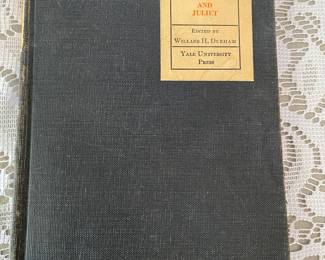 AND
JULIET
Edited by
Willard H. Durham
Yale University
Press